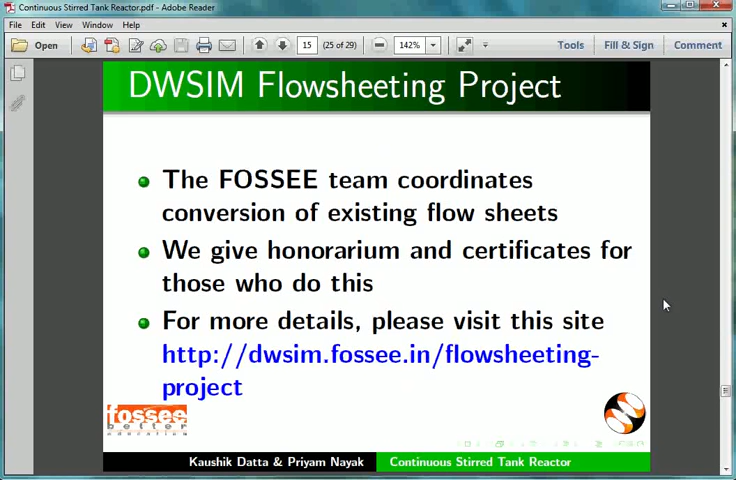 Continuous Stirred Tank Reactor.pdf - Adobe Reader
File Edit View Window Help
Open 15 (25 of 29) 142% Tools Fill & Sign Comment
DWSIM Flowsheeting Project
The FOSSEE team coordinates
conversion of existing flow sheets
We give honorarium and certificates for
those who do this
For more details, please visit this site
http://dwsim.fossee.in/flowsheeting-
project
fossee
better
education
Kaushik Datta & Priyam Nayak Continuous Stirred Tank Reactor